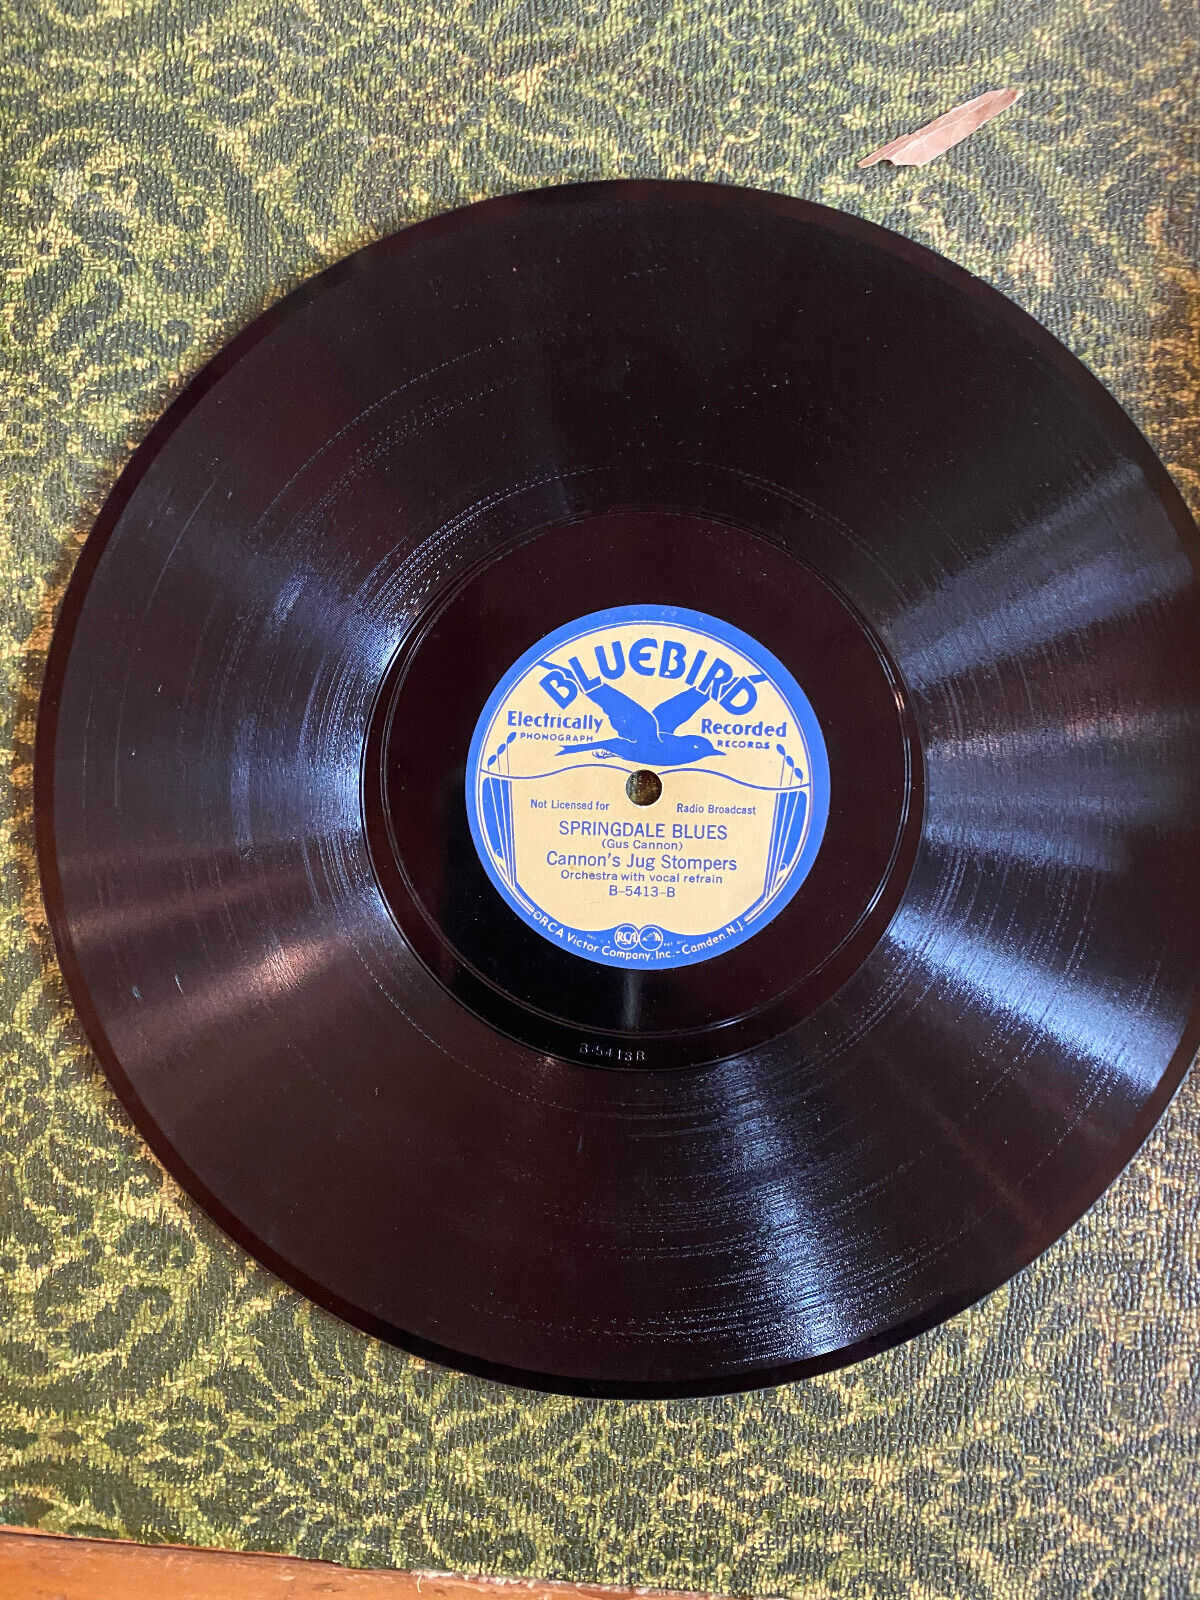 BLUEBIRD
Electrically Recorded
PHONOGRAPH RECORDS
Not Licensed for Radio Broadcast
SPRINGDALE BLUES
(Gus Cannon)
Cannon's Jug Stompers
Orchestra with vocal refrain
B-5413-B
RCA
RCA Victor Company, Inc.-Camden N.J.
B-5413B